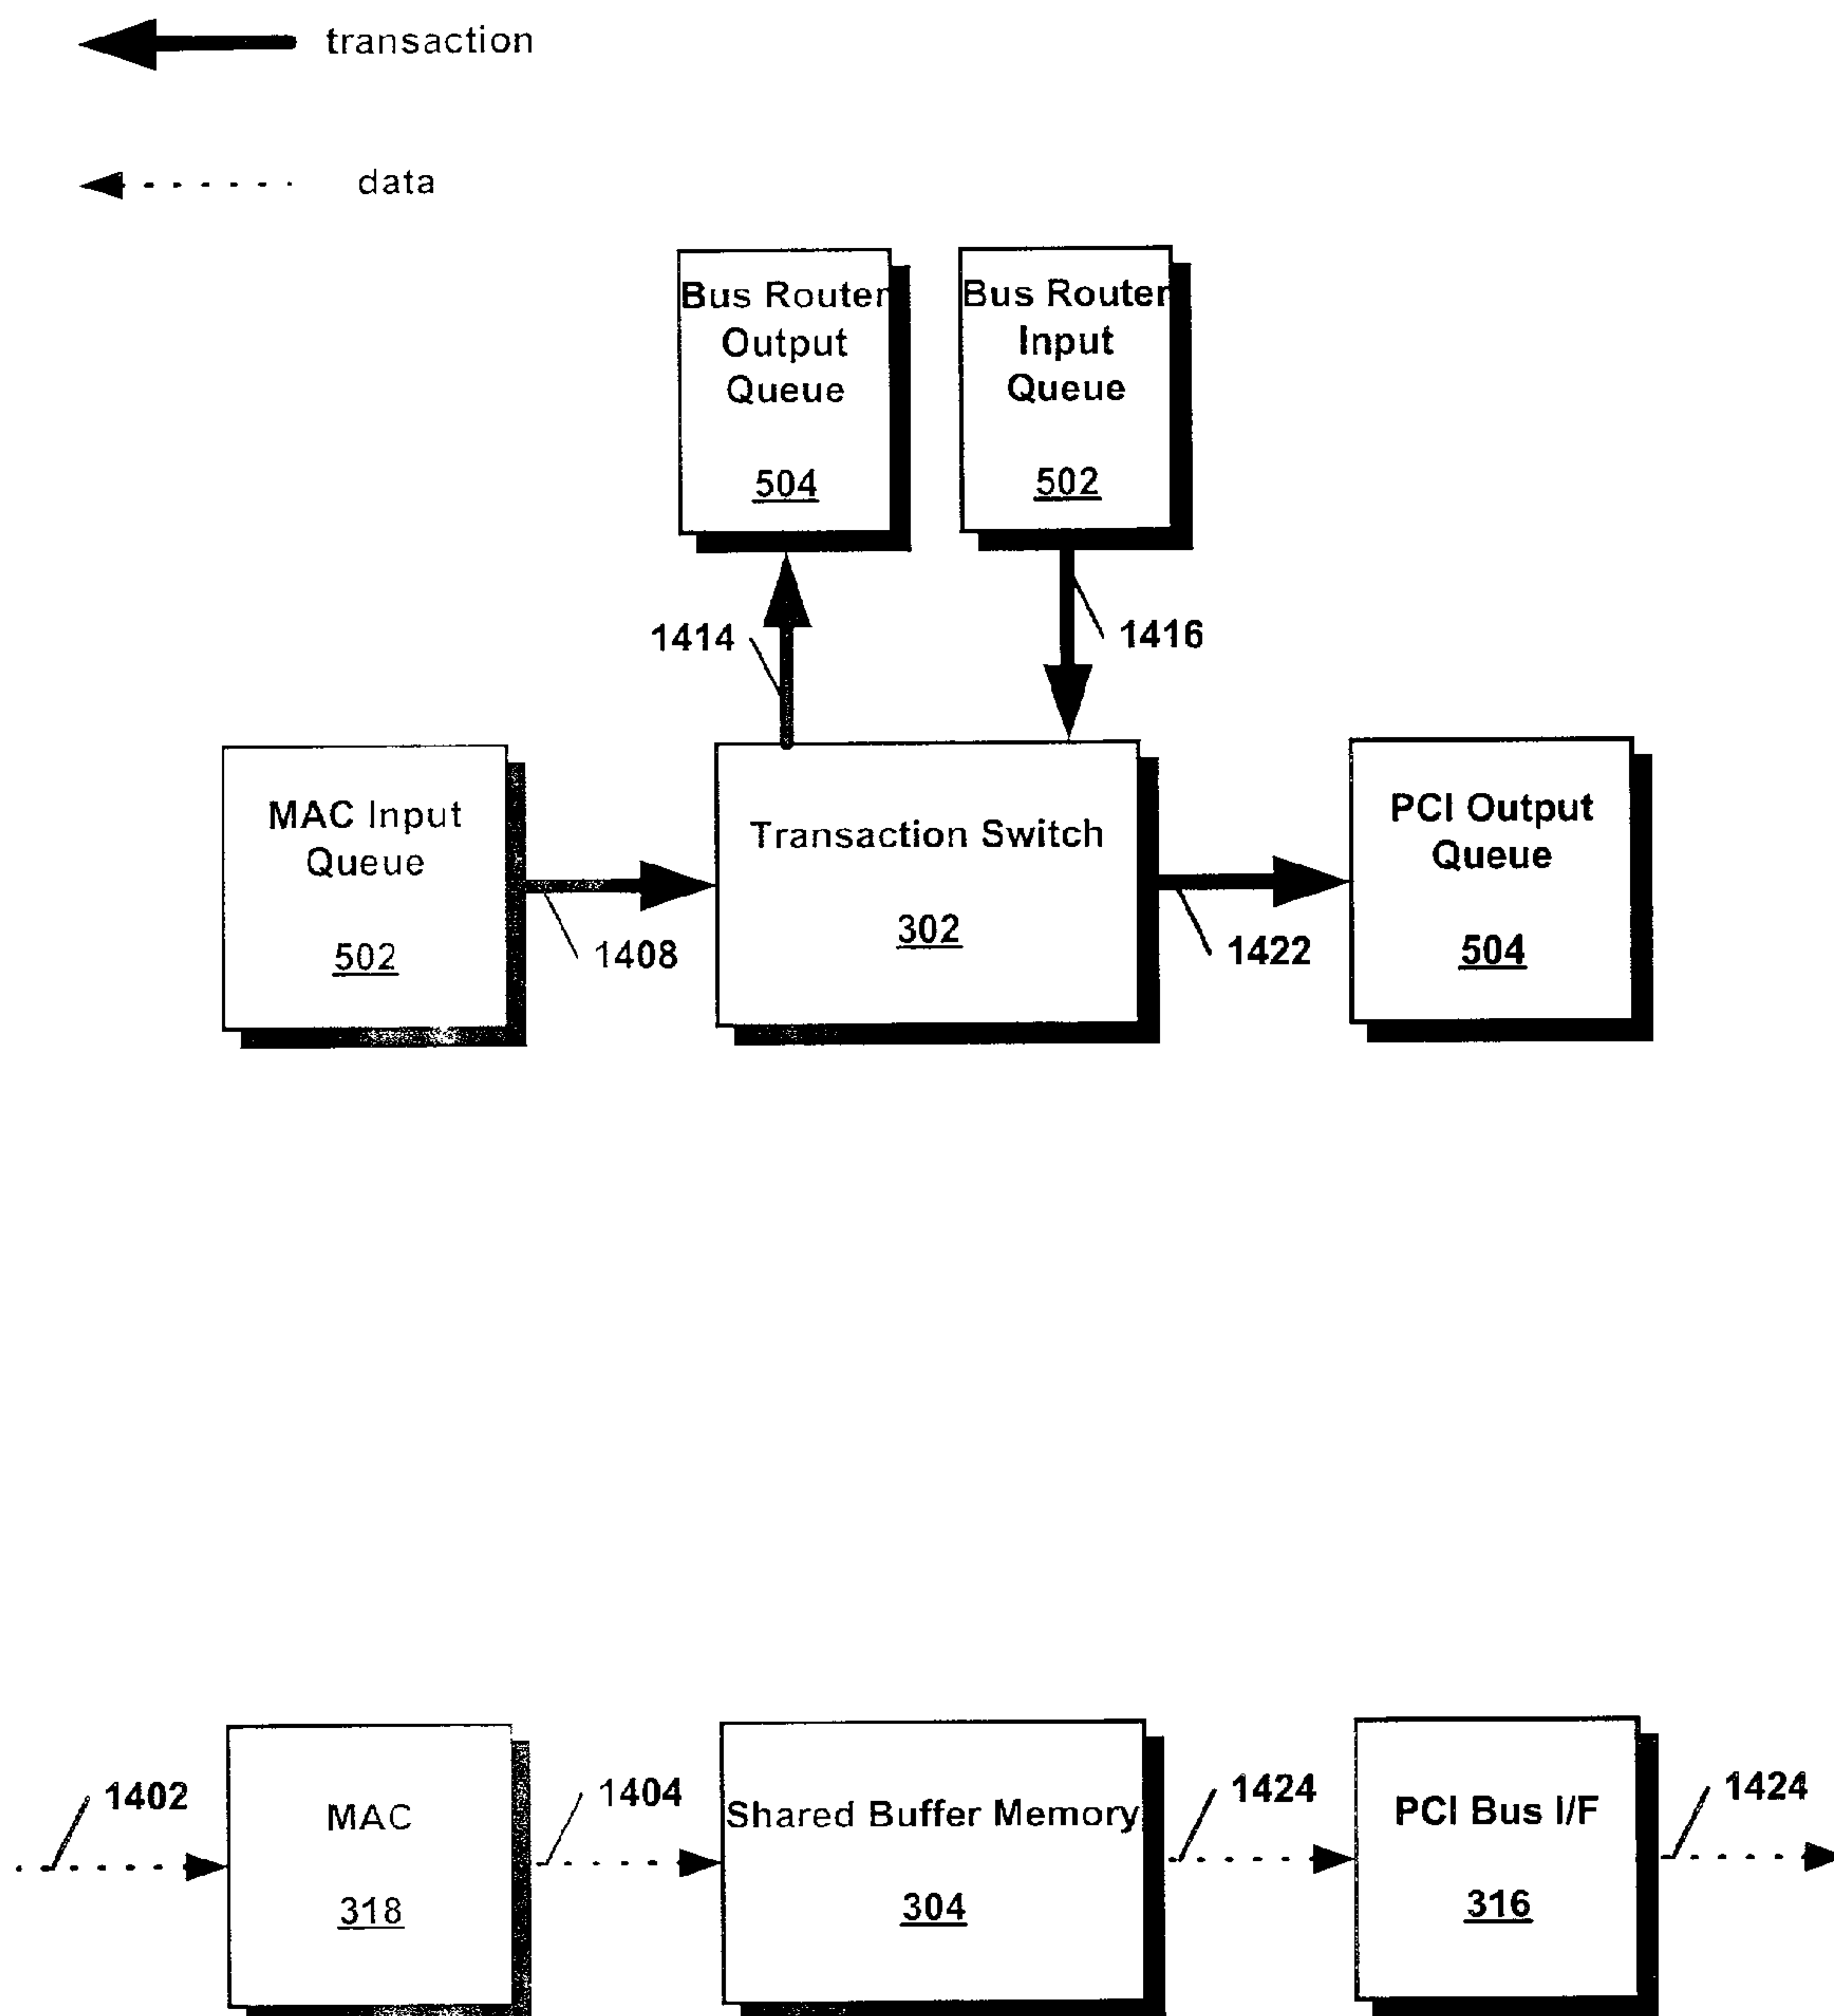 transaction
data
Bus Router
Output
Queue
504
Bus Router
Input
Queue
502
1414
1416
MAC Input
Queue
502
1408
Transaction Switch
302
1422
PCI Output
Queue
504
1402
MAC
318
1404
Shared Buffer Memory
304
1424
PCI Bus I/F
316
1424